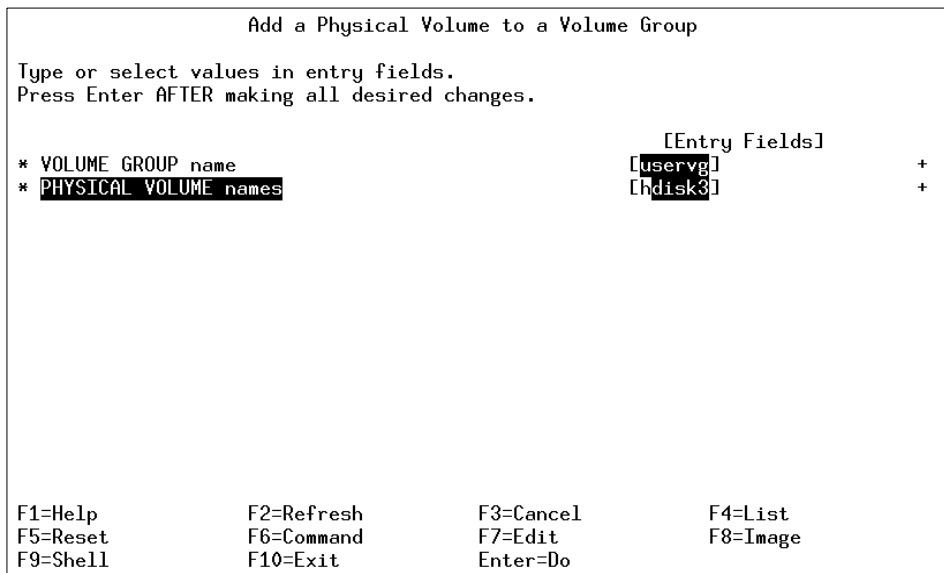 Add a Physical Volume to a Volume Group
Type or select values in entry fields.
Press Enter AFTER making all desired changes.
[Entry Fields]
* VOLUME GROUP name [uservg] +
* PHYSICAL VOLUME names [hdisk3] +
F1=Help F2=Refresh F3=Cancel F4=List
F5=Reset F6=Command F7=Edit F8=Image
F9=Shell F10=Exit Enter=Do